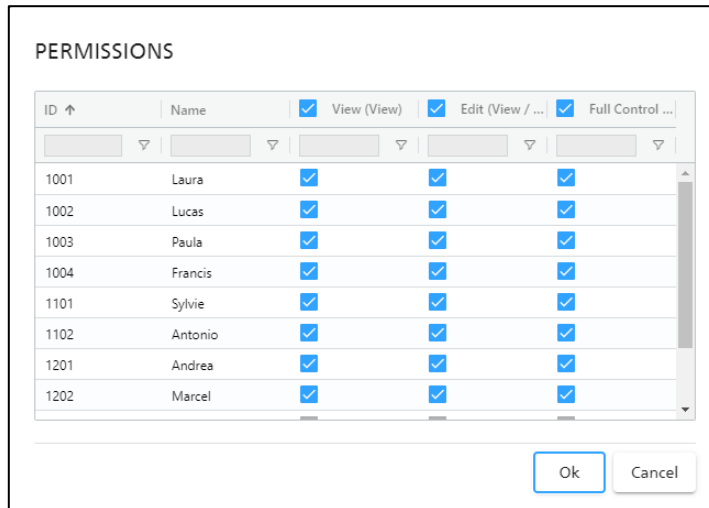 PERMISSIONS
ID Name View (View) Edit (View / ... Full Control ...
1001 Laura
1002 Lucas
1003 Paula
1004 Francis
1101 Sylvie
1102 Antonio
1201 Andrea
1202 Marcel
Ok Cancel